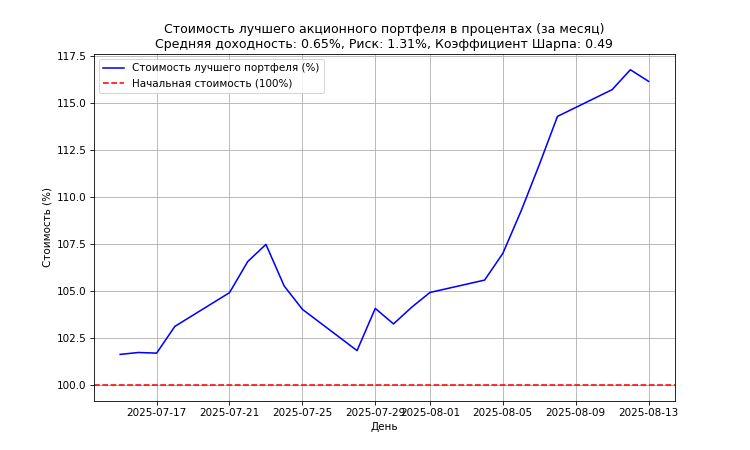 Стоимость лучшего акционного портфеля в процентах (за месяц)
Средняя доходность: 0.65%, Риск: 1.31%, Коэффициент Шарпа: 0.49
Стоимость лучшего портфеля (%)
Начальная стоимость (100%)
Стоимость (%)
117.5
115.0
112.5
110.0
107.5
105.0
102.5
100.0
2025-07-17 2025-07-21 2025-07-25 2025-07-29 2025-08-01 2025-08-05 2025-08-09 2025-08-13
День